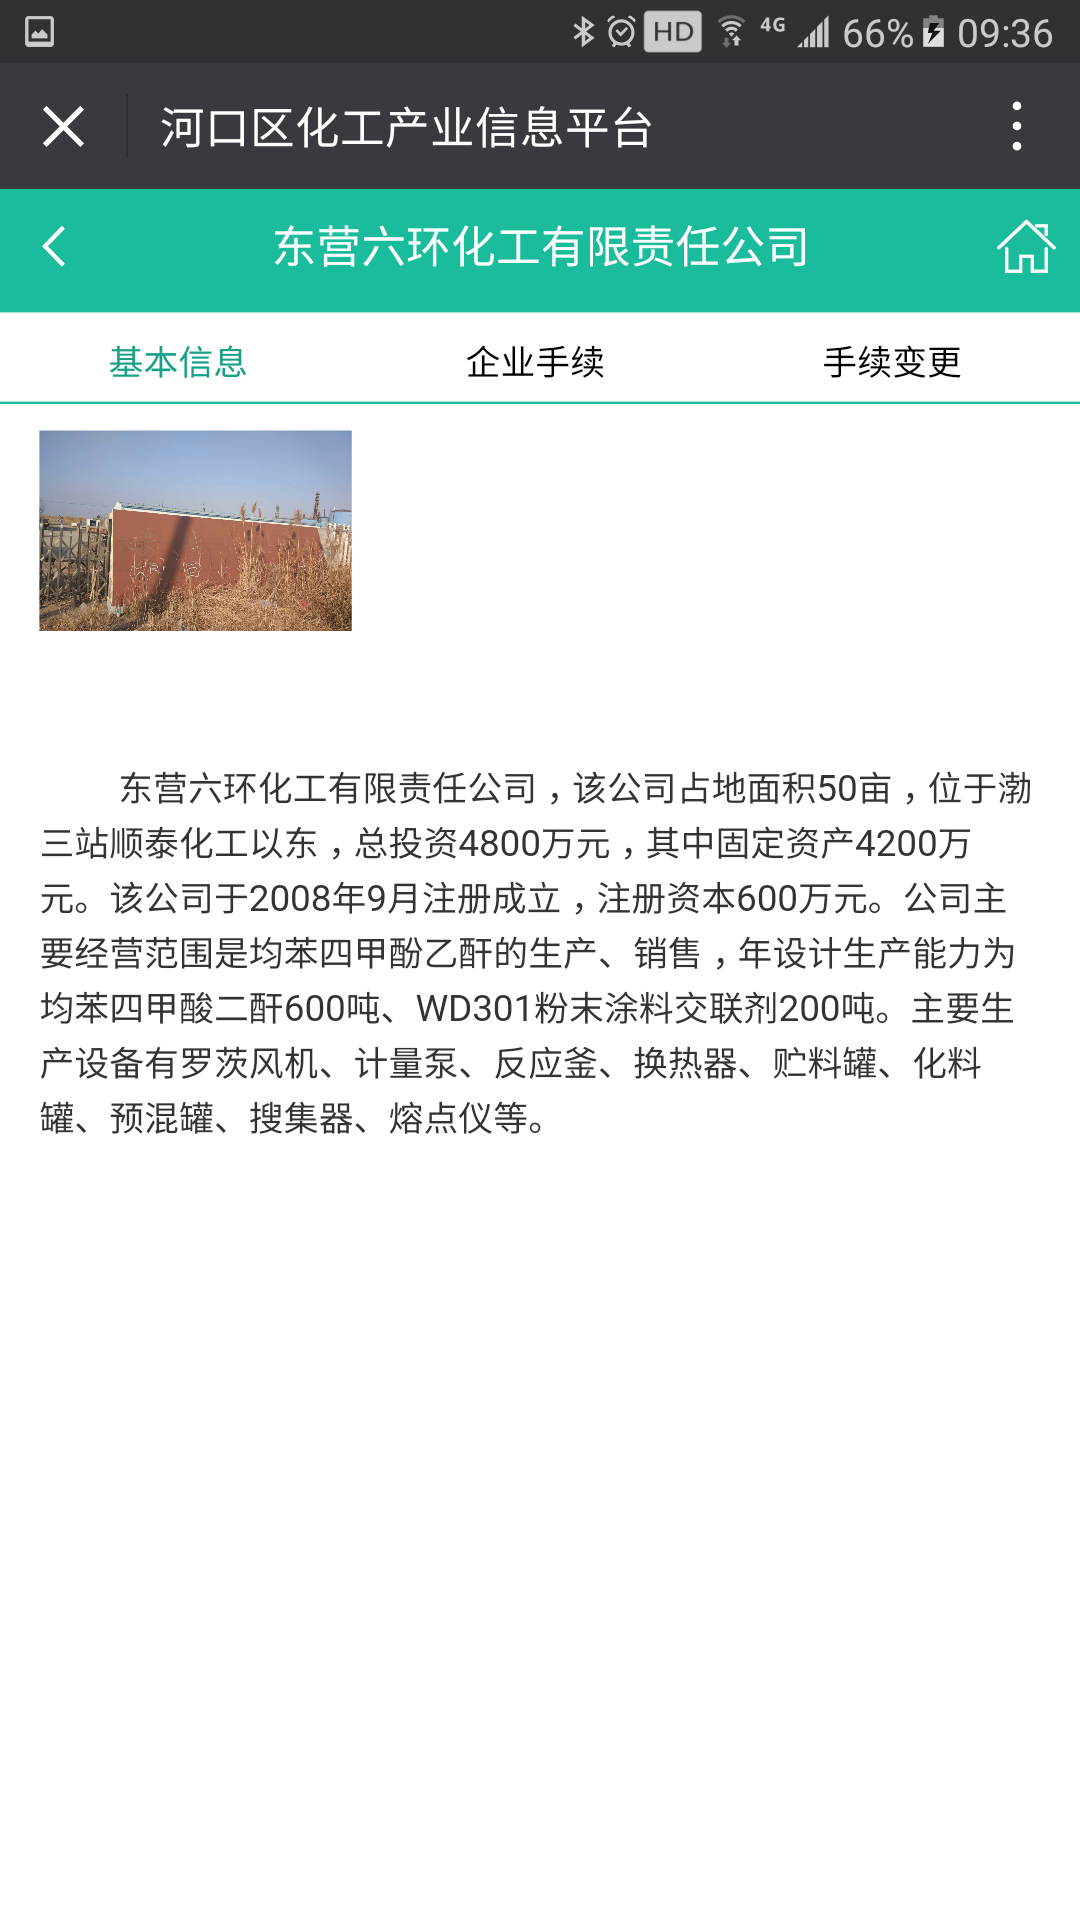 HD 4G 66% 09:36
河口区化工产业信息平台
东营六环化工有限责任公司
基本信息 企业手续 手续变更
东营六环化工有限责任公司，该公司占地面积50亩，位于渤
三站顺泰化工以东，总投资4800万元，其中固定资产4200万
元。该公司于2008年9月注册成立，注册资本600万元。公司主
要经营范围是均苯四甲酚乙酐的生产、销售，年设计生产能力为
均苯四甲酸二酐600吨、WD301粉末涂料交联剂200吨。主要生
产设备有罗茨风机、计量泵、反应釜、换热器、贮料罐、化料
罐、预混罐、搜集器、熔点仪等。